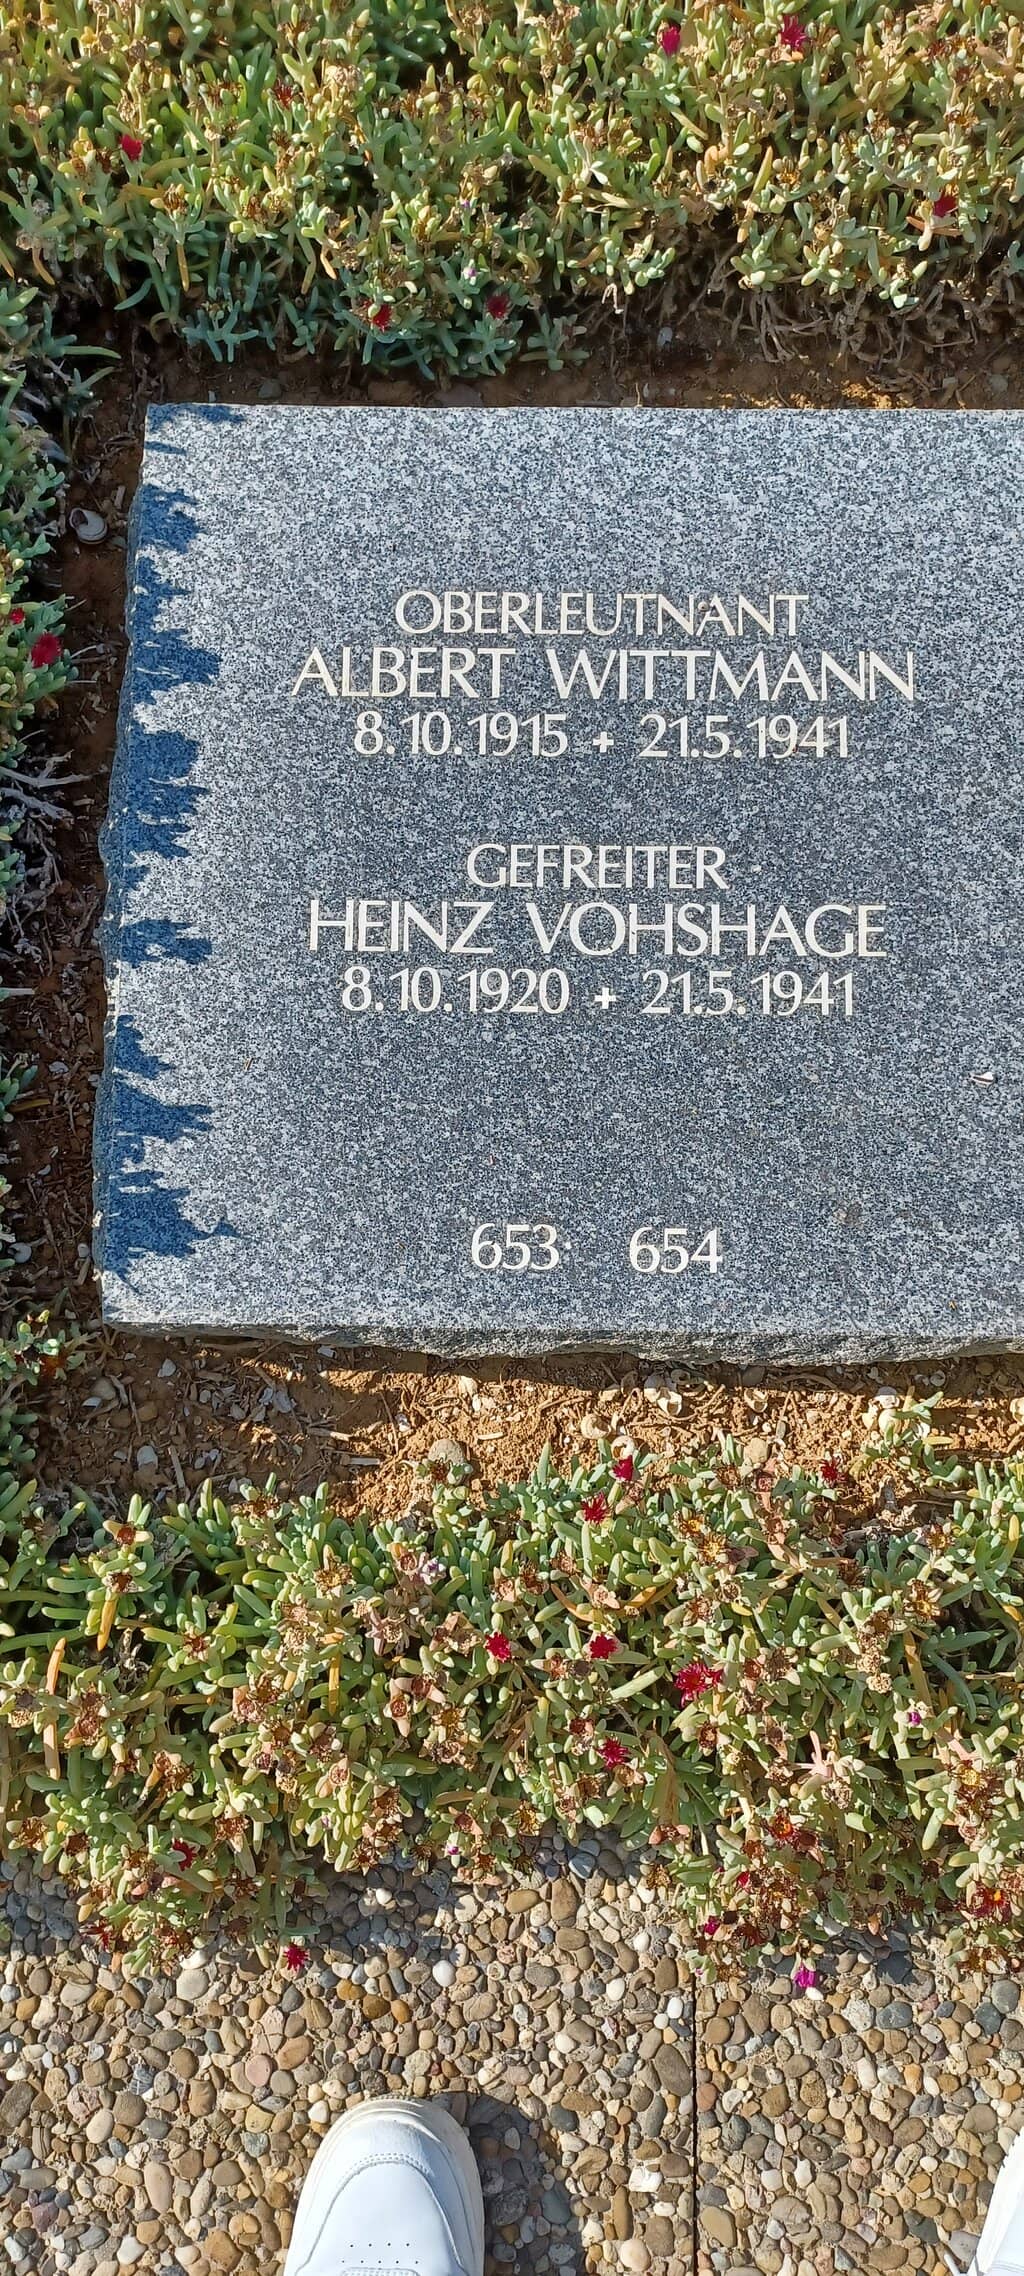 OBERLEUTNANT
ALBERT WITTMANN
8.10.1915 + 21.5.1941
GEFREITER
HEINZ VOHSHAGE
8.10.1920 + 21.5.1941
653 654